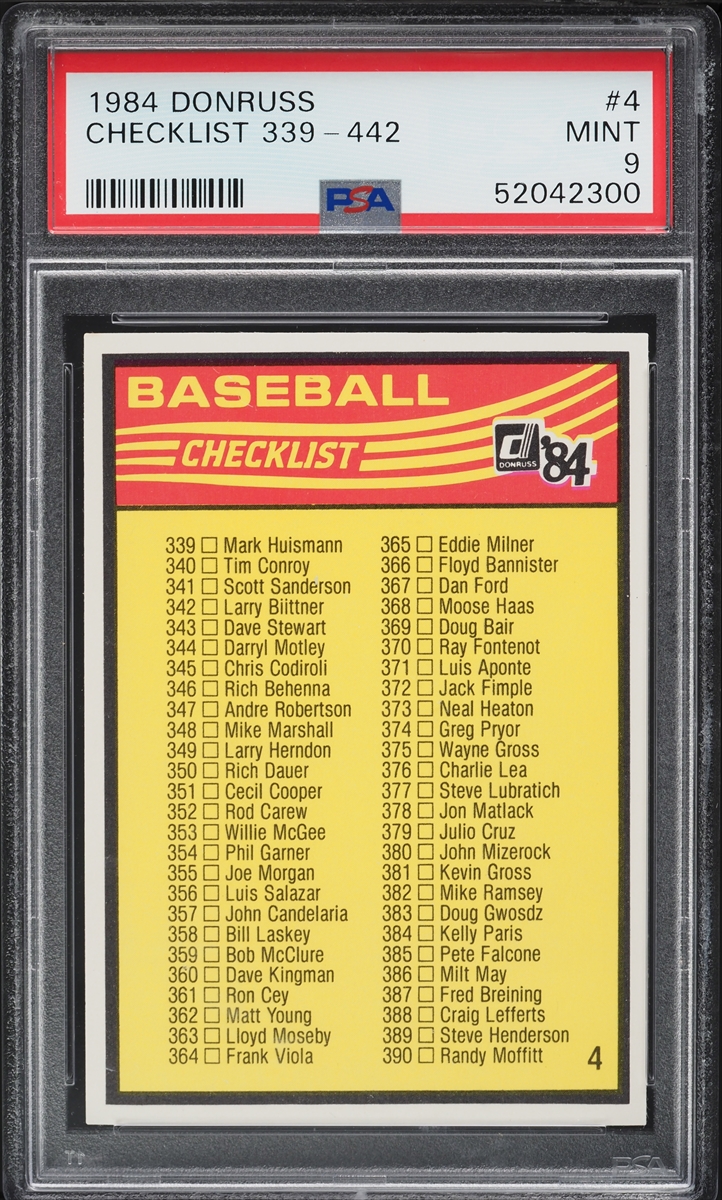 1984 DONRUSS #4
CHECKLIST 339 - 442 MINT
9
PSA 52042300
BASEBALL
CHECKLIST
d
DONRUSS
'84
339 Mark Huismann
340 Tim Conroy
341 Scott Sanderson
342 Larry Biittner
343 Dave Stewart
344 Darryl Motley
345 Chris Codiroli
346 Rich Behenna
347 Andre Robertson
348 Mike Marshall
349 Larry Herndon
350 Rich Dauer
351 Cecil Cooper
352 Rod Carew
353 Willie McGee
354 Phil Garner
355 Joe Morgan
356 Luis Salazar
357 John Candelaria
358 Bill Laskey
359 Bob McClure
360 Dave Kingman
361 Ron Cey
362 Matt Young
363 Lloyd Moseby
364 Frank Viola
365 Eddie Milner
366 Floyd Bannister
367 Dan Ford
368 Moose Haas
369 Doug Bair
370 Ray Fontenot
371 Luis Aponte
372 Jack Fimple
373 Neal Heaton
374 Greg Pryor
375 Wayne Gross
376 Charlie Lea
377 Steve Lubratich
378 Jon Matlack
379 Julio Cruz
380 John Mizerock
381 Kevin Gross
382 Mike Ramsey
383 Doug Gwosdz
384 Kelly Paris
385 Pete Falcone
386 Milt May
387 Fred Breining
388 Craig Lefferts
389 Steve Henderson
390 Randy Moffitt
4
PSA